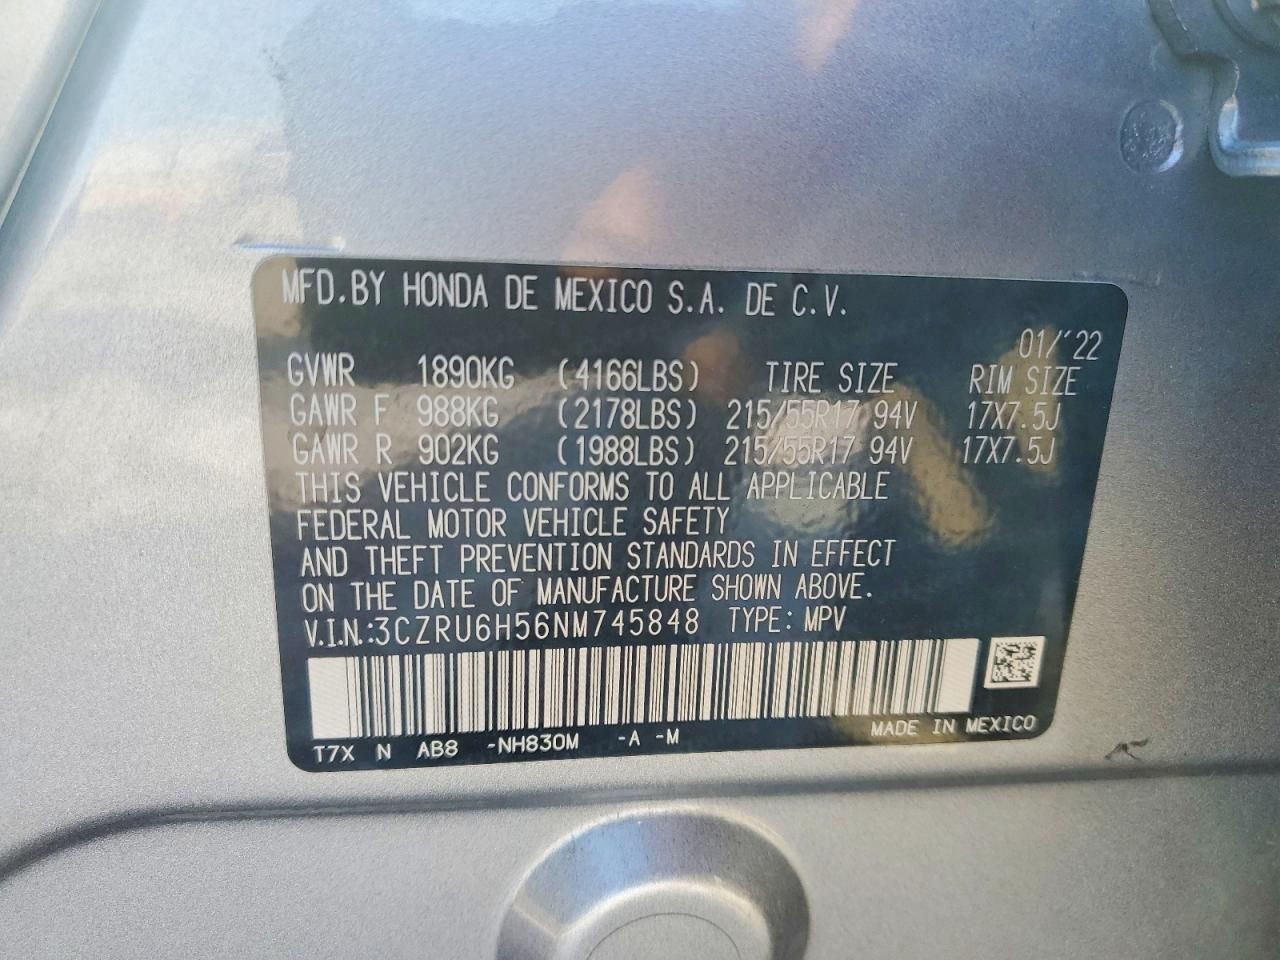 MFD.BY HONDA DE MEXICO S.A. DE C.V.
01/'22
GVWR 1890KG (4166LBS) TIRE SIZE RIM SIZE
GAWR F 988KG (2178LBS) 215/55R17 94V 17X7.5J
GAWR R 902KG (1988LBS) 215/55R17 94V 17X7.5J
THIS VEHICLE CONFORMS TO ALL APPLICABLE
FEDERAL MOTOR VEHICLE SAFETY
AND THEFT PREVENTION STANDARDS IN EFFECT
ON THE DATE OF MANUFACTURE SHOWN ABOVE.
V.I.N.:3CZRU6H56NM745848 TYPE: MPV
MADE IN MEXICO
T7X N AB8 -NH830M -A -M